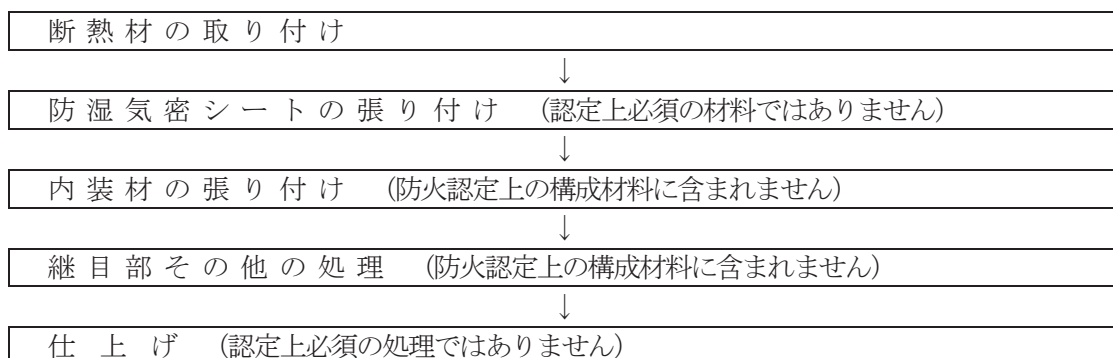 断熱材の取り付け
↓
防湿気密シートの張り付け (認定上必須の材料ではありません)
↓
内装材の張り付け (防火認定上の構成材料に含まれません)
↓
継目部その他の処理 (防火認定上の構成材料に含まれません)
↓
仕上げ (認定上必須の処理ではありません)